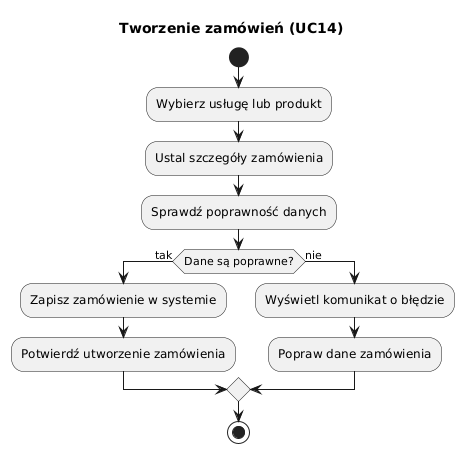 Tworzenie zamówień (UC14)
Wybierz usługę lub produkt
Ustal szczegóły zamówienia
Sprawdź poprawność danych
tak
Dane są poprawne?
nie
Zapisz zamówienie w systemie
Wyświetl komunikat o błędzie
Potwierdź utworzenie zamówienia
Popraw dane zamówienia